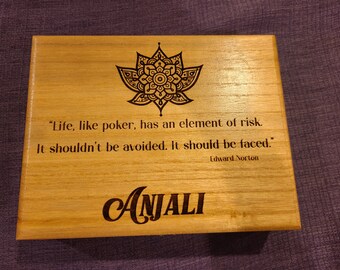 "Life, like poker, has an element of risk.
It shouldn't be avoided. It should be faced."
Edward Norton
ANJALI